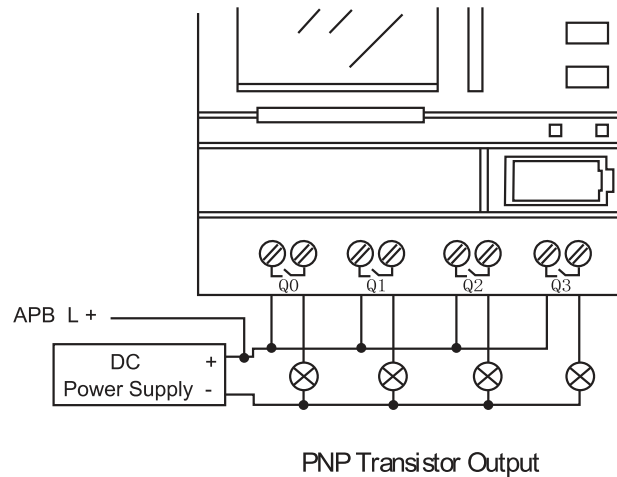 Q0 Q1 Q2 Q3
APB L +
DC +
Power Supply -
PNP Transistor Output